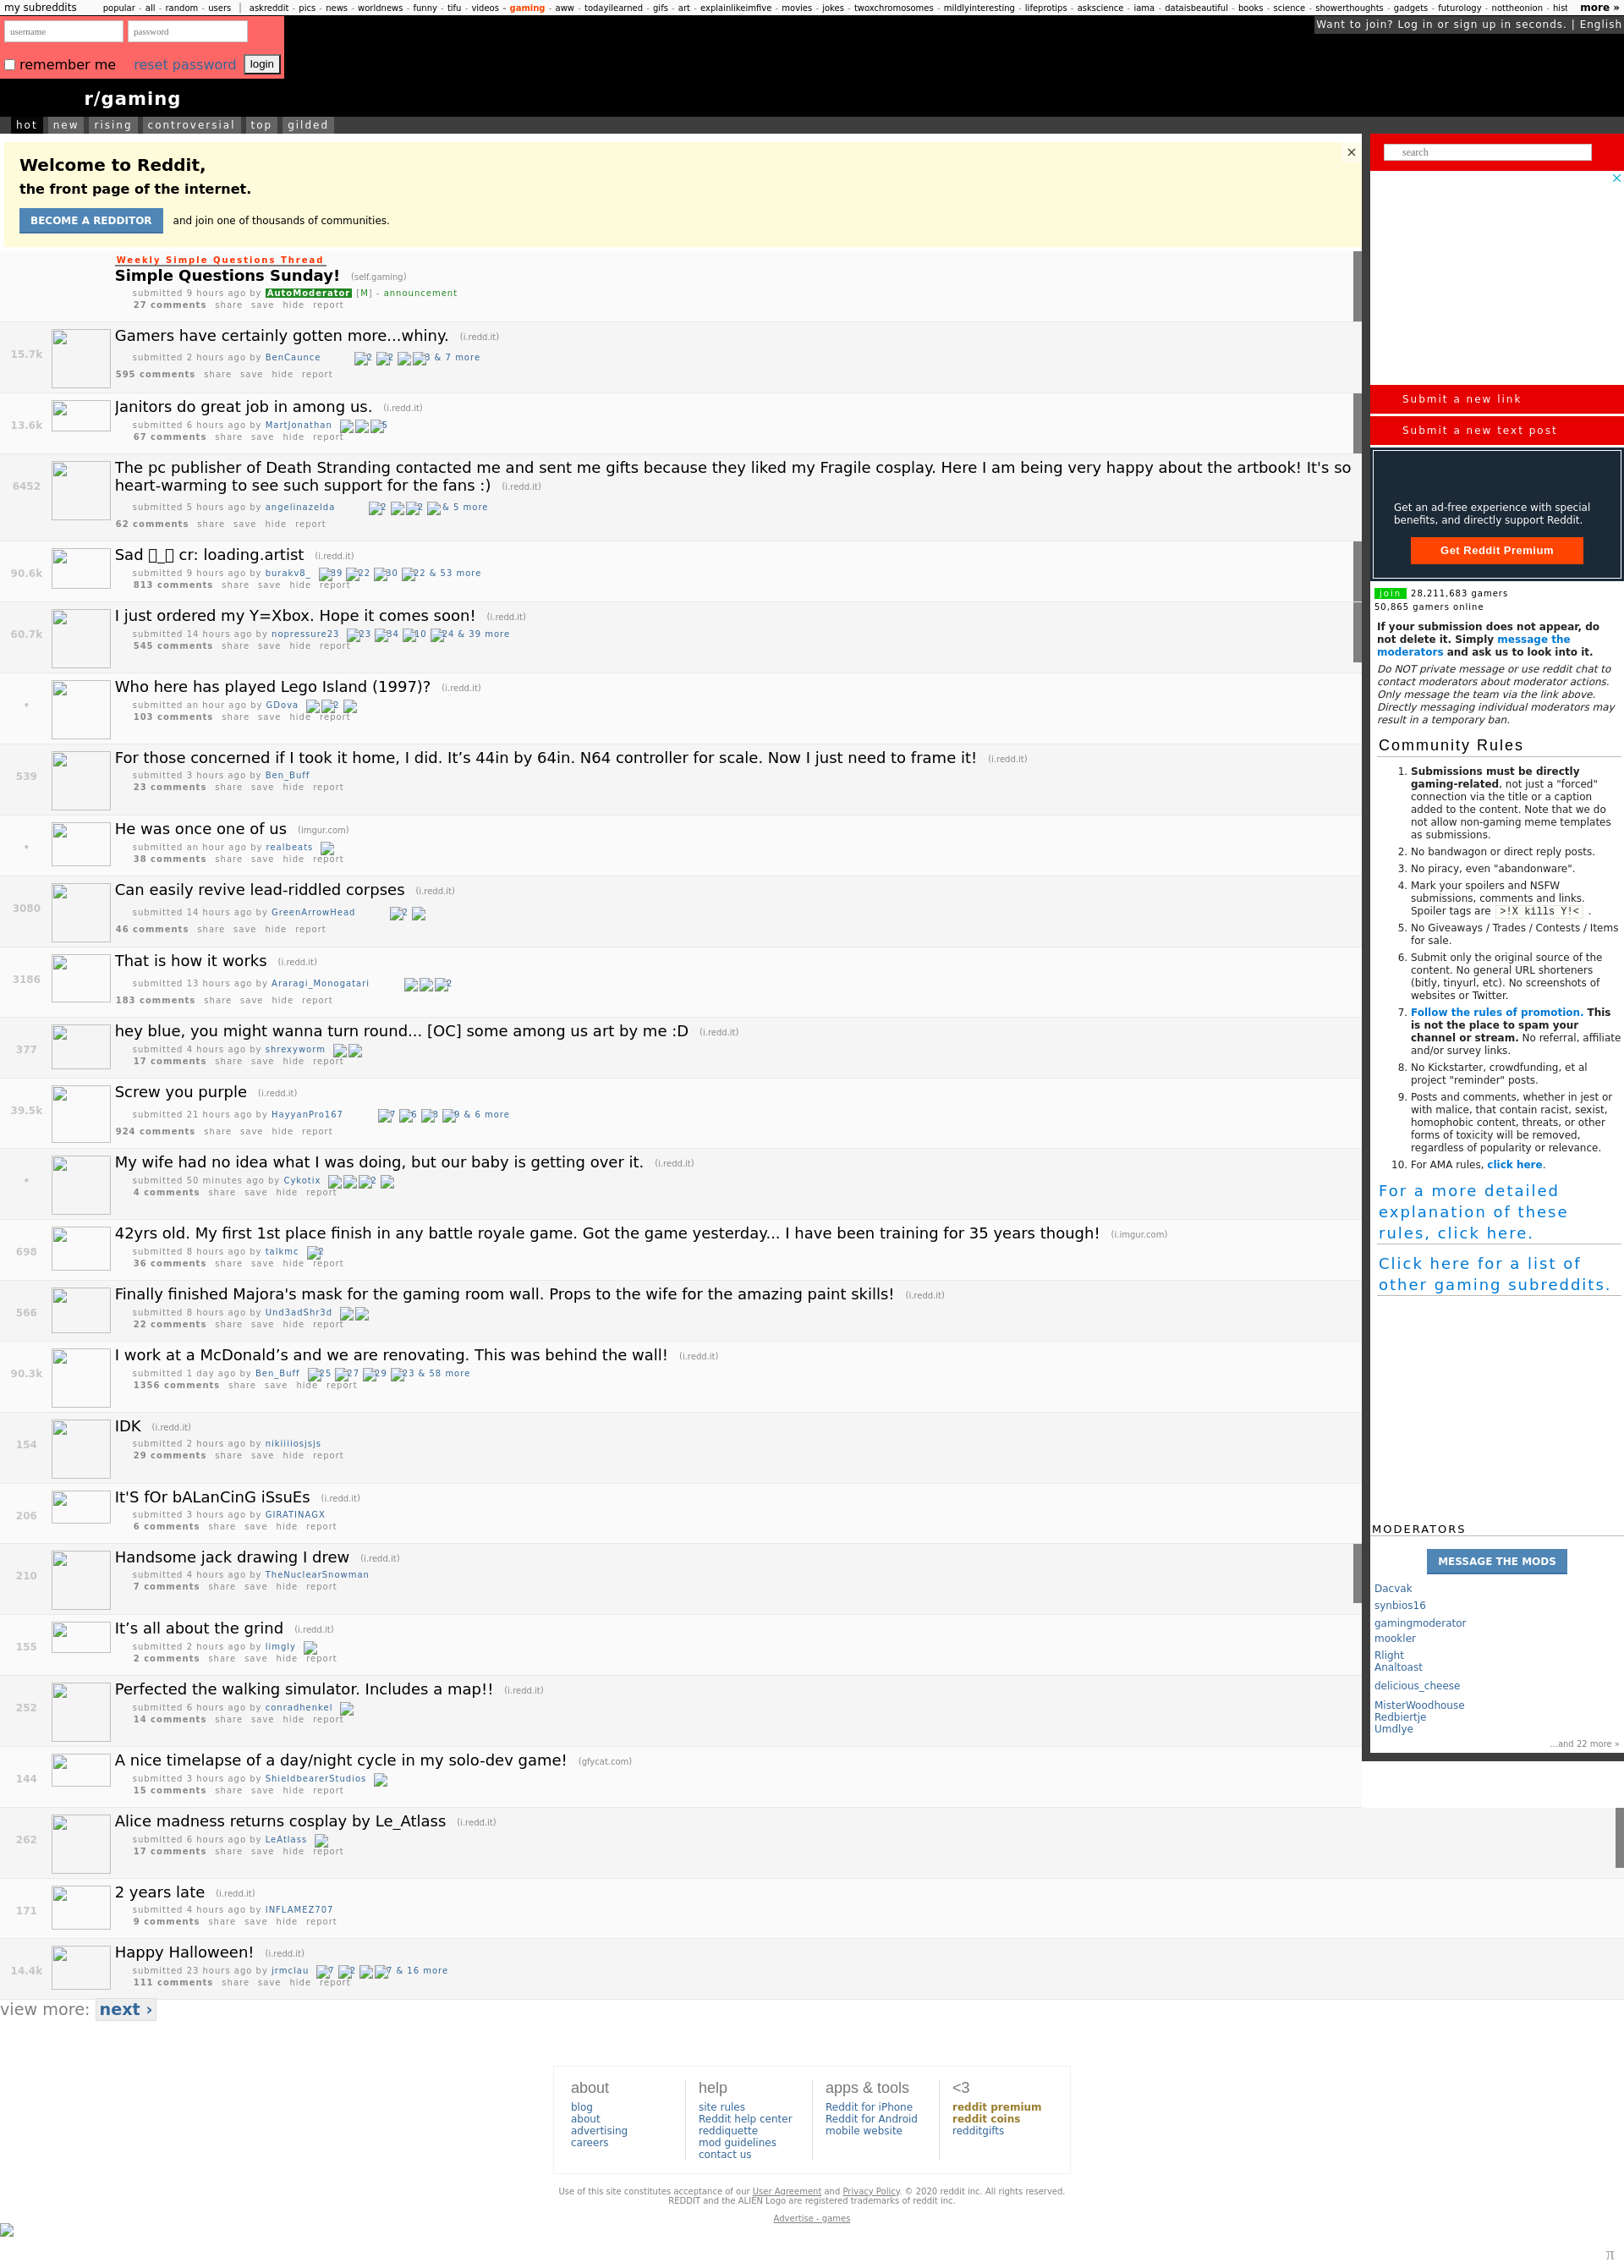 my subreddits popular - all - random - users | askreddit - pics - news - worldnews - funny - tifu - videos - gaming - aww - todayilearned - gifs - art - explainlikeimfive - movies - jokes - twoxchromosomes - mildlyinteresting - lifeprotips - askscience - iama - dataisbeautiful - books - science - showerthoughts - gadgets - futurology - nottheonion - hist more »
username password
Want to join? Log in or sign up in seconds. | English
remember me reset password login
r/gaming
hot new rising controversial top gilded
Welcome to Reddit,
the front page of the internet.
BECOME A REDDITOR and join one of thousands of communities.
×
Weekly Simple Questions Thread
Simple Questions Sunday! (self.gaming)
submitted 9 hours ago by AutoModerator [M] - announcement
27 comments share save hide report
15.7k
Gamers have certainly gotten more...whiny. (i.redd.it)
submitted 2 hours ago by BenCaunce 2 2 3 & 7 more
595 comments share save hide report
13.6k
Janitors do great job in among us. (i.redd.it)
submitted 6 hours ago by MartJonathan 5
67 comments share save hide report
6452
The pc publisher of Death Stranding contacted me and sent me gifts because they liked my Fragile cosplay. Here I am being very happy about the artbook! It's so
heart-warming to see such support for the fans :) (i.redd.it)
submitted 5 hours ago by angelinazelda 2 2 & 5 more
62 comments share save hide report
90.6k
Sad _ cr: loading.artist (i.redd.it)
submitted 9 hours ago by burakv8_ 39 22 30 22 & 53 more
813 comments share save hide report
60.7k
I just ordered my Y=Xbox. Hope it comes soon! (i.redd.it)
submitted 14 hours ago by nopressure23 23 34 10 24 & 39 more
545 comments share save hide report
•
Who here has played Lego Island (1997)? (i.redd.it)
submitted an hour ago by GDova 2
103 comments share save hide report
539
For those concerned if I took it home, I did. It’s 44in by 64in. N64 controller for scale. Now I just need to frame it! (i.redd.it)
submitted 3 hours ago by Ben_Buff
23 comments share save hide report
•
He was once one of us (imgur.com)
submitted an hour ago by realbeats
38 comments share save hide report
3080
Can easily revive lead-riddled corpses (i.redd.it)
submitted 14 hours ago by GreenArrowHead 2
46 comments share save hide report
3186
That is how it works (i.redd.it)
submitted 13 hours ago by Araragi_Monogatari 2
183 comments share save hide report
377
hey blue, you might wanna turn round... [OC] some among us art by me :D (i.redd.it)
submitted 4 hours ago by shrexyworm
17 comments share save hide report
39.5k
Screw you purple (i.redd.it)
submitted 21 hours ago by HayyanPro167 7 6 3 9 & 6 more
924 comments share save hide report
•
My wife had no idea what I was doing, but our baby is getting over it. (i.redd.it)
submitted 50 minutes ago by Cykotix 2
4 comments share save hide report
698
42yrs old. My first 1st place finish in any battle royale game. Got the game yesterday... I have been training for 35 years though! (i.imgur.com)
submitted 8 hours ago by talkmc 2
36 comments share save hide report
566
Finally finished Majora's mask for the gaming room wall. Props to the wife for the amazing paint skills! (i.redd.it)
submitted 8 hours ago by Und3adShr3d
22 comments share save hide report
90.3k
I work at a McDonald’s and we are renovating. This was behind the wall! (i.redd.it)
submitted 1 day ago by Ben_Buff 25 27 29 23 & 58 more
1356 comments share save hide report
154
IDK (i.redd.it)
submitted 2 hours ago by nikiiiiosjsjs
29 comments share save hide report
206
It'S fOr bALanCinG iSsuEs (i.redd.it)
submitted 3 hours ago by GIRATINAGX
6 comments share save hide report
210
Handsome jack drawing I drew (i.redd.it)
submitted 4 hours ago by TheNuclearSnowman
7 comments share save hide report
155
It’s all about the grind (i.redd.it)
submitted 2 hours ago by limgly
2 comments share save hide report
252
Perfected the walking simulator. Includes a map!! (i.redd.it)
submitted 6 hours ago by conradhenkel
14 comments share save hide report
144
A nice timelapse of a day/night cycle in my solo-dev game! (gfycat.com)
submitted 3 hours ago by ShieldbearerStudios
15 comments share save hide report
262
Alice madness returns cosplay by Le_Atlass (i.redd.it)
submitted 6 hours ago by LeAtlass
17 comments share save hide report
171
2 years late (i.redd.it)
submitted 4 hours ago by INFLAMEZ707
9 comments share save hide report
14.4k
Happy Halloween! (i.redd.it)
submitted 23 hours ago by jrmclau 7 2 7 & 16 more
111 comments share save hide report
view more: next ›
search
×
Submit a new link
Submit a new text post
Get an ad-free experience with special
benefits, and directly support Reddit.
Get Reddit Premium
join 28,211,683 gamers
50,865 gamers online
If your submission does not appear, do
not delete it. Simply message the
moderators and ask us to look into it.
Do NOT private message or use reddit chat to
contact moderators about moderator actions.
Only message the team via the link above.
Directly messaging individual moderators may
result in a temporary ban.
Community Rules
1. Submissions must be directly
gaming-related, not just a "forced"
connection via the title or a caption
added to the content. Note that we do
not allow non-gaming meme templates
as submissions.
2. No bandwagon or direct reply posts.
3. No piracy, even "abandonware".
4. Mark your spoilers and NSFW
submissions, comments and links.
Spoiler tags are >!X kills Y!< .
5. No Giveaways / Trades / Contests / Items
for sale.
6. Submit only the original source of the
content. No general URL shorteners
(bitly, tinyurl, etc). No screenshots of
websites or Twitter.
7. Follow the rules of promotion. This
is not the place to spam your
channel or stream. No referral, affiliate
and/or survey links.
8. No Kickstarter, crowdfunding, et al
project "reminder" posts.
9. Posts and comments, whether in jest or
with malice, that contain racist, sexist,
homophobic content, threats, or other
forms of toxicity will be removed,
regardless of popularity or relevance.
10. For AMA rules, click here.
For a more detailed
explanation of these
rules, click here.
Click here for a list of
other gaming subreddits.
MODERATORS
MESSAGE THE MODS
Dacvak
synbios16
gamingmoderator
mookler
Rlight
Analtoast
delicious_cheese
MisterWoodhouse
Redbiertje
Umdlye
...and 22 more »
about
blog
about
advertising
careers
help
site rules
Reddit help center
reddiquette
mod guidelines
contact us
apps & tools
Reddit for iPhone
Reddit for Android
mobile website
<3
reddit premium
reddit coins
redditgifts
Use of this site constitutes acceptance of our User Agreement and Privacy Policy. © 2020 reddit inc. All rights reserved.
REDDIT and the ALIEN Logo are registered trademarks of reddit inc.
Advertise - games
π